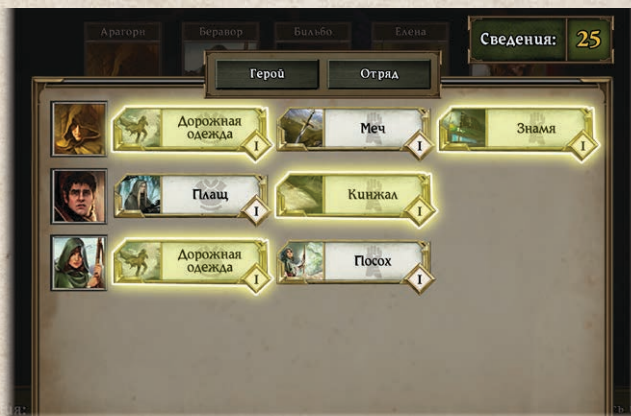 Арагорн Беравор Бильбо Елена
Сведения: 25
Герой Отряд
Дорожная
одежда
I
Меч
I
Знамя
I
Плащ
I
Кинжал
I
Дорожная
одежда
I
Посох
I